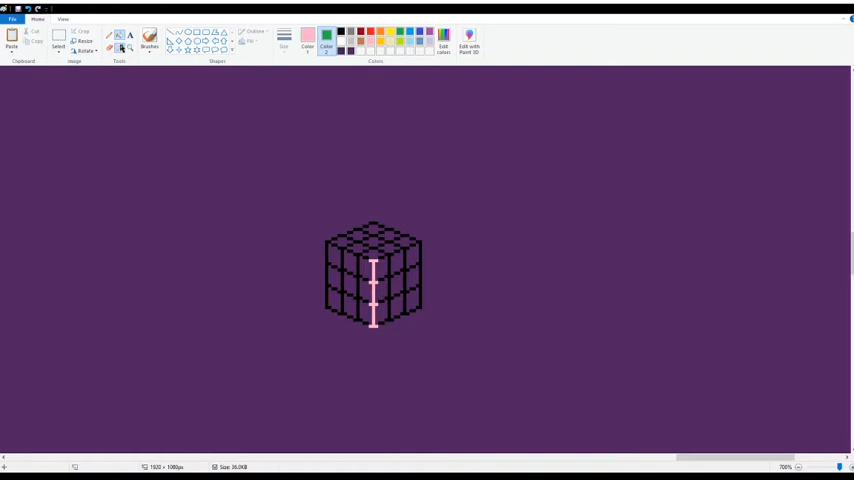 File Home View
Paste Cut Copy
Clipboard
Select Crop Resize Rotate
Image
A
Tools
Brushes
Outline Fill
Shapes
Size
Color 1
Color 2
Edit colors
Edit with Paint 3D
Colors
1920 × 1080px
Size: 36.0KB
700%